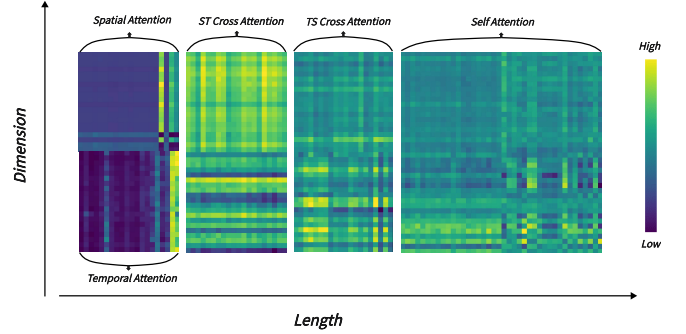 Spatial Attention
ST Cross Attention
TS Cross Attention
Self Attention
High
Dimension
Low
Temporal Attention
Length